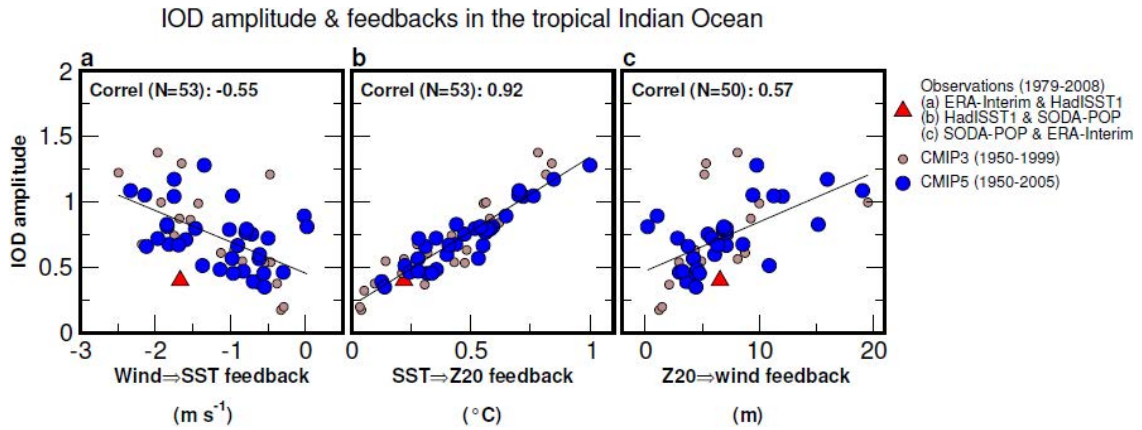 IOD amplitude & feedbacks in the tropical Indian Ocean
a
b
c
Correl (N=53): -0.55
Correl (N=53): 0.92
Correl (N=50): 0.57
IOD amplitude
2
1.5
1
0.5
0
-3
-2
-1
0
0
0.5
1
0
10
20
Wind⇒SST feedback
(m s-1)
SST⇒Z20 feedback
(°C)
Z20⇒wind feedback
(m)
Observations (1979-2008)
(a) ERA-Interim & HadISST1
(b) HadISST1 & SODA-POP
(c) SODA-POP & ERA-Interim
CMIP3 (1950-1999)
CMIP5 (1950-2005)